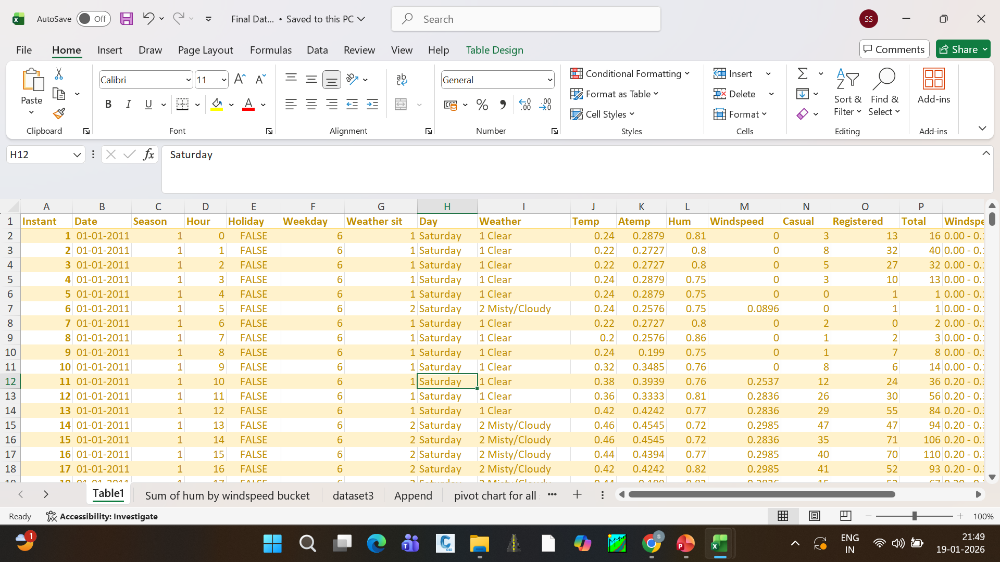 AutoSave Off Final Dat... • Saved to this PC Search SS
File Home Insert Draw Page Layout Formulas Data Review View Help Table Design Comments Share
Paste Calibri 11 A A ab General Conditional Formatting Insert Sort & Filter Find & Select Add-ins
B I U A % , Format as Table Delete
Cell Styles Format
Clipboard Font Alignment Number Styles Cells Editing Add-ins
H12 fx Saturday
A B C D E F G H I J K L M N O P
1 Instant Date Season Hour Holiday Weekday Weather sit Day Weather Temp Atemp Hum Windspeed Casual Registered Total Windspe
2 1 01-01-2011 1 0 FALSE 6 1 Saturday 1 Clear 0.24 0.2879 0.81 0 3 13 16 0.00 - 0.
3 2 01-01-2011 1 1 FALSE 6 1 Saturday 1 Clear 0.22 0.2727 0.8 0 8 32 40 0.00 - 0.
4 3 01-01-2011 1 2 FALSE 6 1 Saturday 1 Clear 0.22 0.2727 0.8 0 5 27 32 0.00 - 0.
5 4 01-01-2011 1 3 FALSE 6 1 Saturday 1 Clear 0.24 0.2879 0.75 0 3 10 13 0.00 - 0.
6 5 01-01-2011 1 4 FALSE 6 1 Saturday 1 Clear 0.24 0.2879 0.75 0 0 1 1 0.00 - 0.
7 6 01-01-2011 1 5 FALSE 6 2 Saturday 2 Misty/Cloudy 0.24 0.2576 0.75 0.0896 0 1 1 0.00 - 0.
8 7 01-01-2011 1 6 FALSE 6 1 Saturday 1 Clear 0.22 0.2727 0.8 0 2 0 2 0.00 - 0.
9 8 01-01-2011 1 7 FALSE 6 1 Saturday 1 Clear 0.2 0.2576 0.86 0 1 2 3 0.00 - 0.
10 9 01-01-2011 1 8 FALSE 6 1 Saturday 1 Clear 0.24 0.199 0.75 0 1 7 8 0.00 - 0.
11 10 01-01-2011 1 9 FALSE 6 1 Saturday 1 Clear 0.32 0.3485 0.76 0 8 6 14 0.00 - 0.
12 11 01-01-2011 1 10 FALSE 6 1 Saturday 1 Clear 0.38 0.3939 0.76 0.2537 12 24 36 0.20 - 0.
13 12 01-01-2011 1 11 FALSE 6 1 Saturday 1 Clear 0.36 0.3333 0.81 0.2836 26 30 56 0.20 - 0.
14 13 01-01-2011 1 12 FALSE 6 1 Saturday 1 Clear 0.42 0.4242 0.77 0.2836 29 55 84 0.20 - 0.
15 14 01-01-2011 1 13 FALSE 6 2 Saturday 2 Misty/Cloudy 0.46 0.4545 0.72 0.2985 47 47 94 0.20 - 0.
16 15 01-01-2011 1 14 FALSE 6 2 Saturday 2 Misty/Cloudy 0.46 0.4545 0.72 0.2836 35 71 106 0.20 - 0.
17 16 01-01-2011 1 15 FALSE 6 2 Saturday 2 Misty/Cloudy 0.44 0.4394 0.77 0.2985 40 70 110 0.20 - 0.
18 17 01-01-2011 1 16 FALSE 6 2 Saturday 2 Misty/Cloudy 0.42 0.4242 0.82 0.2985 41 52 93 0.20 - 0.
Table1 Sum of hum by windspeed bucket dataset3 Append pivot chart for all
Ready Accessibility: Investigate 100%
1 ENG 21:49
IN 19-01-2026